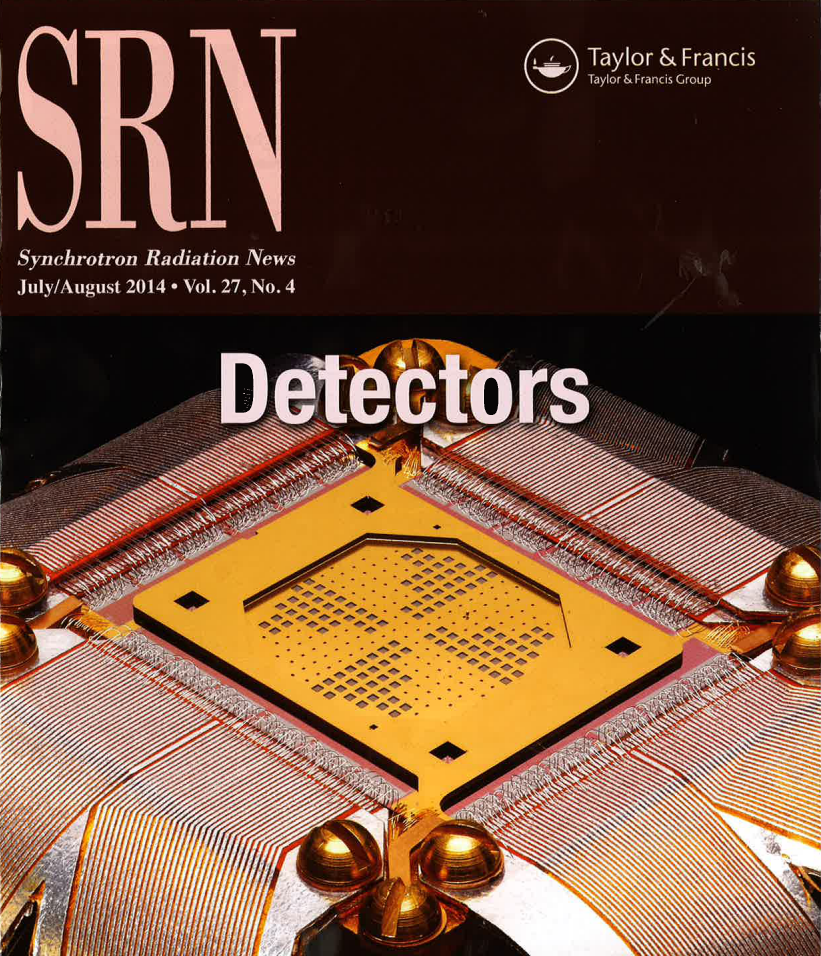 SRN
Taylor & Francis
Taylor & Francis Group
Synchrotron Radiation News
July/August 2014 • Vol. 27, No. 4
Detectors